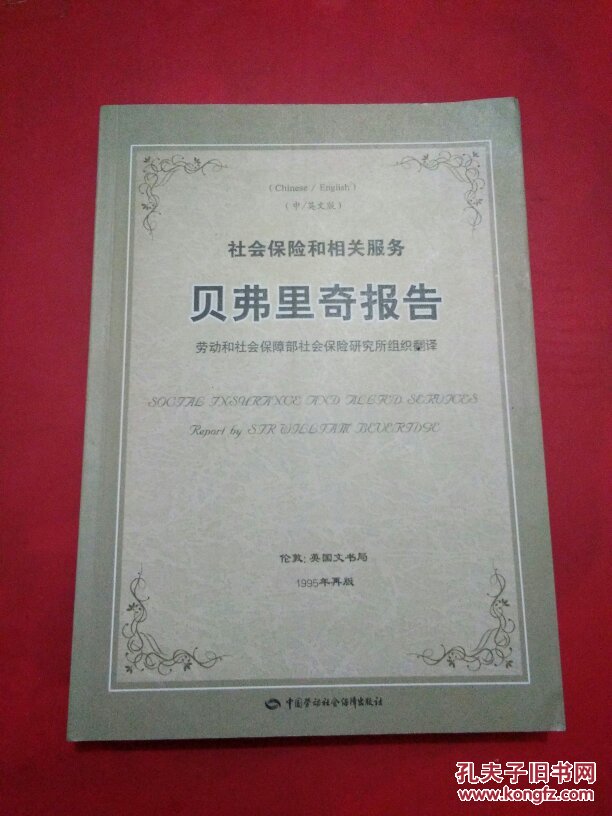 (Chinese / English)
(中/英文版)
社会保险和相关服务
贝弗里奇报告
劳动和社会保障部社会保险研究所组织翻译
SOCIAL INSURANCE AND ALLIED SERVICES
Report by SIR WILLIAM BEVERIDGE
伦敦：英国文书局
1995年再版
中国劳动社会保障出版社
孔夫子旧书网
www.kongfz.com